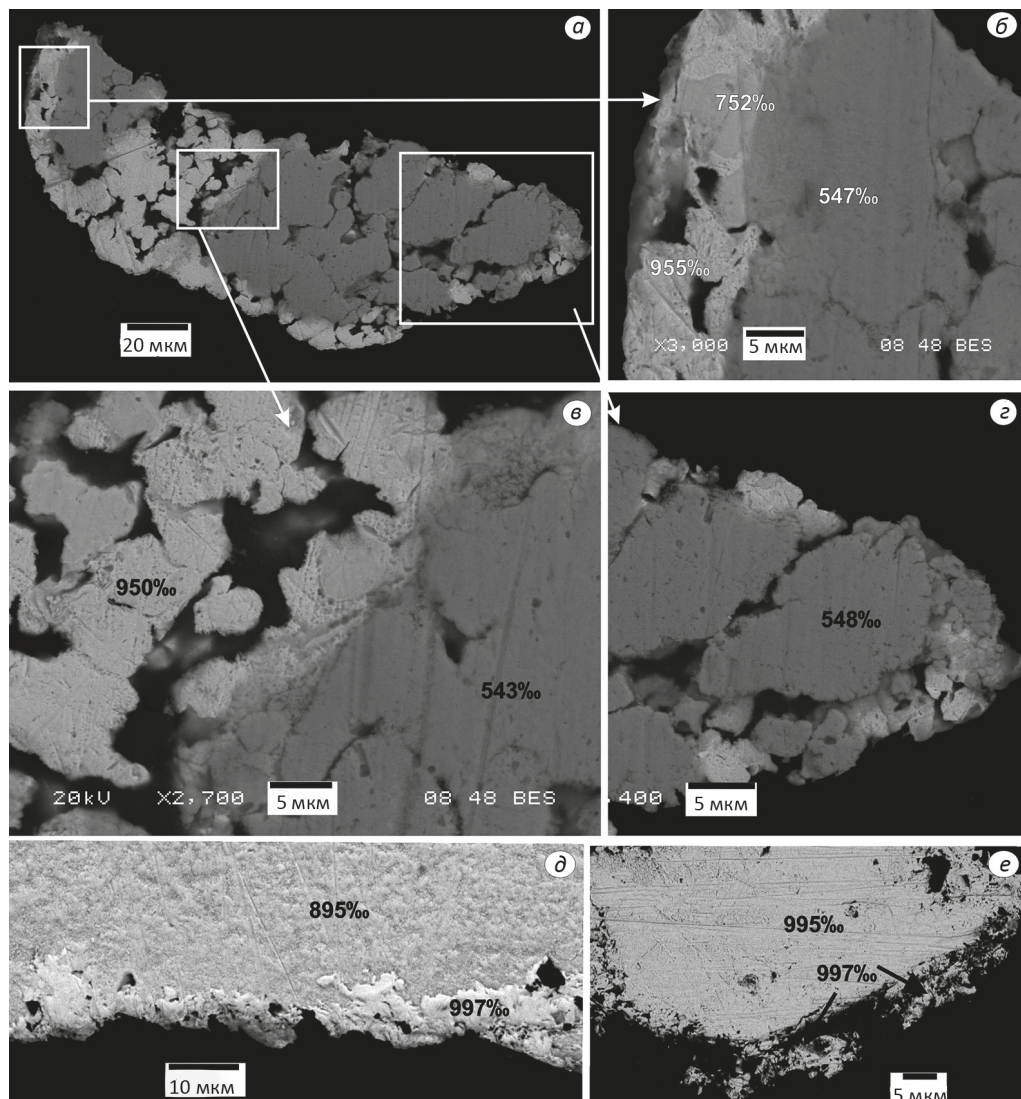 а
20 мкм
б
752‰
547‰
955‰
X3,000
5 мкм
08 48 BES
в
950‰
543‰
20kV X2,700
5 мкм
08 48 BES
г
548‰
.400
5 мкм
д
895‰
997‰
10 мкм
е
995‰
997‰
5 мкм